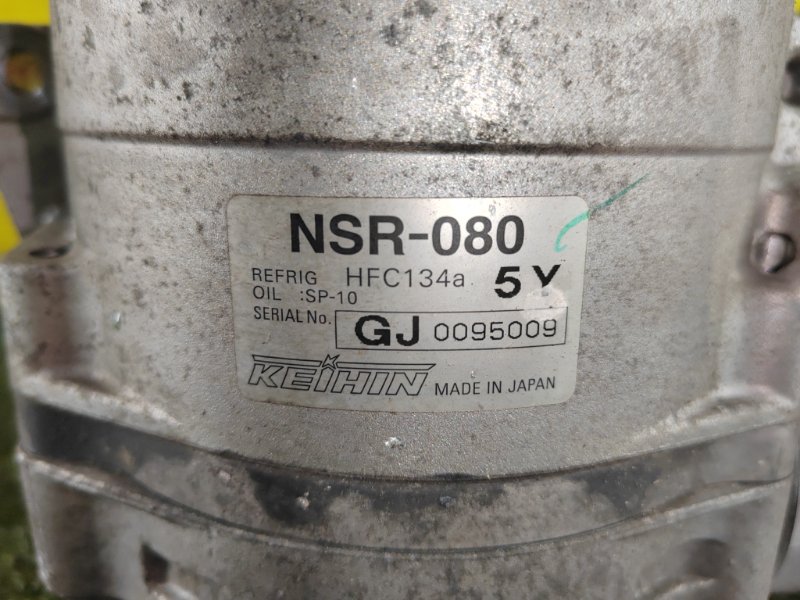 NSR-080
REFRIG HFC134a 5Y
OIL :SP-10
SERIAL No. GJ 0095009
KEIHIN MADE IN JAPAN